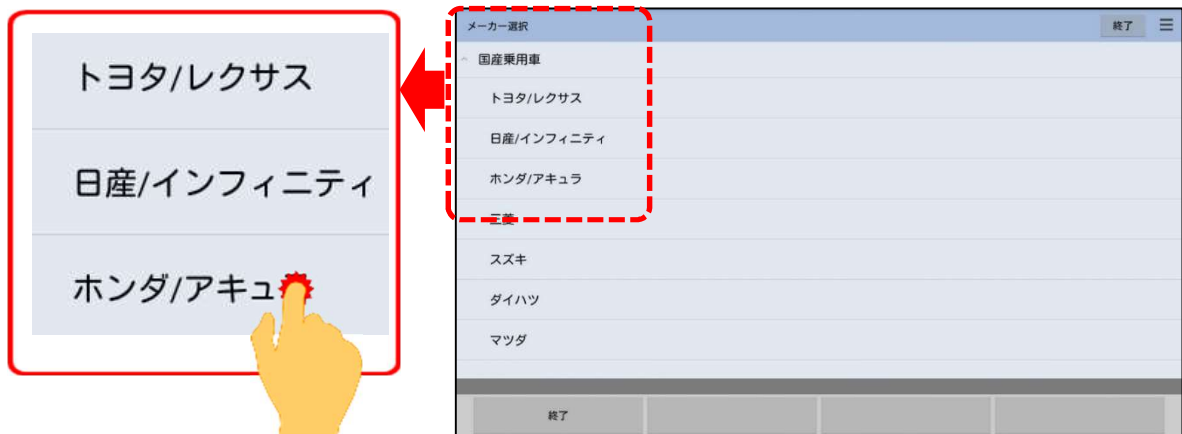 トヨタ/レクサス
日産/インフィニティ
ホンダ/アキュ
メーカー選択
終了
国産乗用車
トヨタ/レクサス
日産/インフィニティ
ホンダ/アキュラ
三菱
スズキ
ダイハツ
マツダ
終了